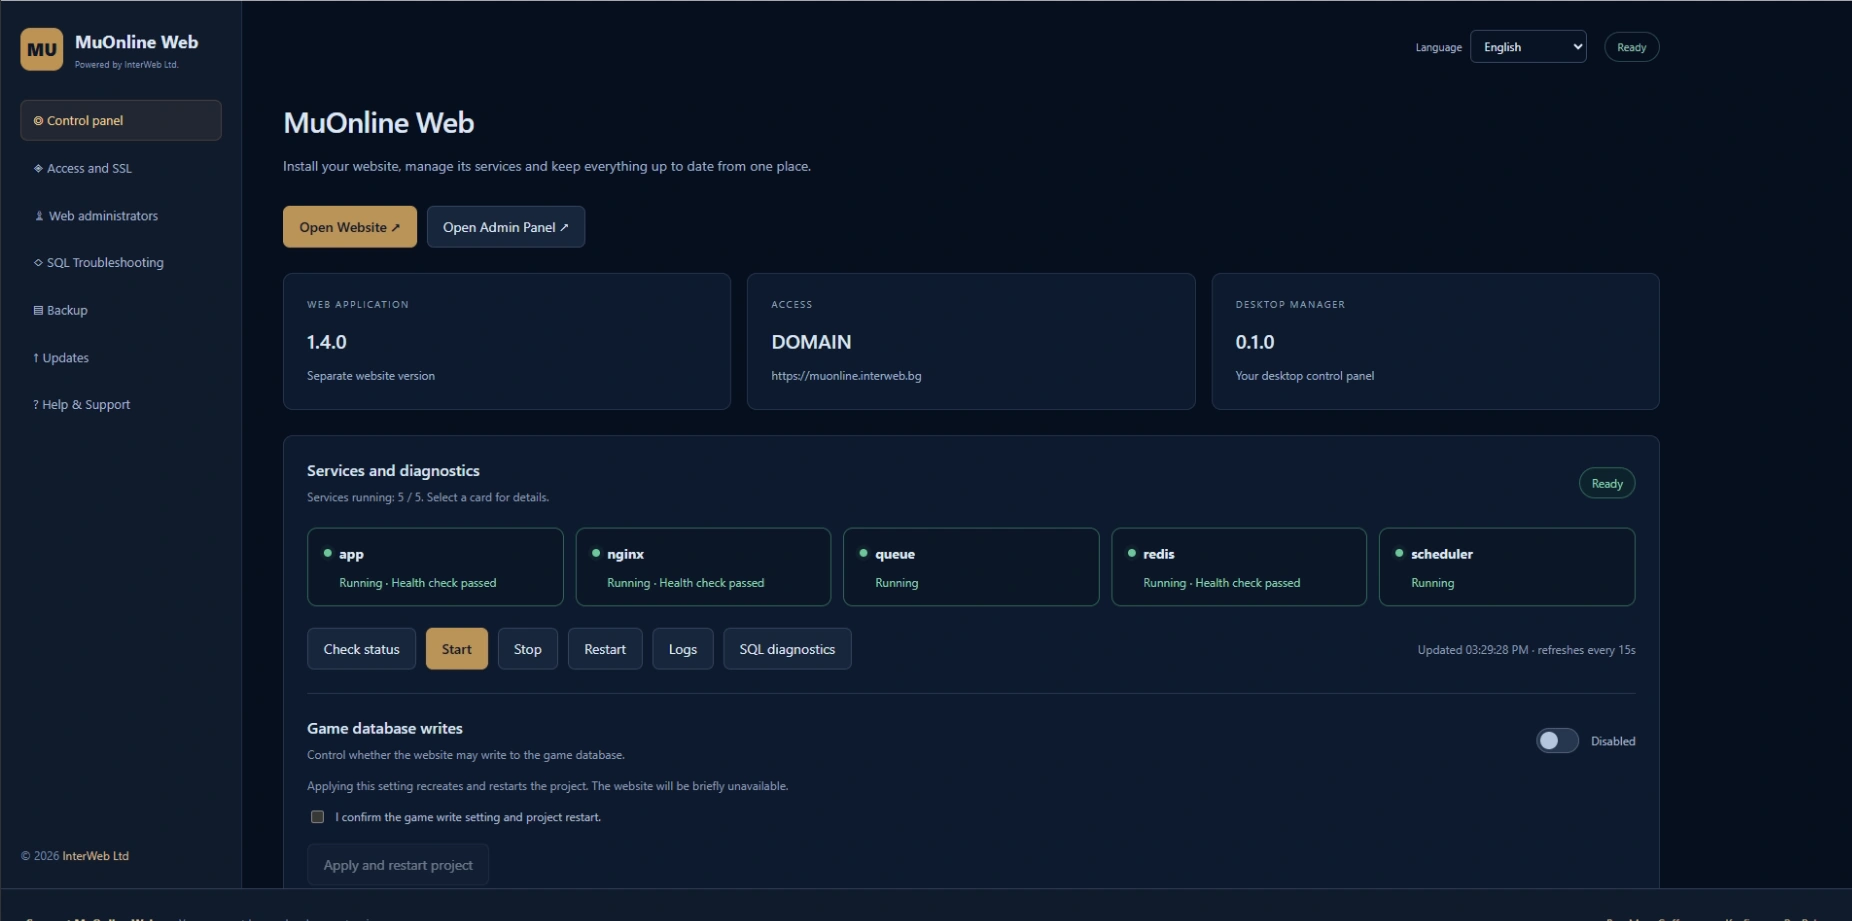 MU
MuOnline Web
Powered by InterWeb Ltd.
Control panel
Access and SSL
Web administrators
SQL Troubleshooting
Backup
↑ Updates
? Help & Support
© 2026 InterWeb Ltd
Language English Ready
MuOnline Web
Install your website, manage its services and keep everything up to date from one place.
Open Website ↗ Open Admin Panel ↗
WEB APPLICATION
1.4.0
Separate website version
ACCESS
DOMAIN
https://muonline.interweb.bg
DESKTOP MANAGER
0.1.0
Your desktop control panel
Services and diagnostics
Services running: 5 / 5. Select a card for details.
Ready
app
Running · Health check passed
nginx
Running · Health check passed
queue
Running
redis
Running · Health check passed
scheduler
Running
Check status Start Stop Restart Logs SQL diagnostics Updated 03:29:28 PM · refreshes every 15s
Game database writes
Control whether the website may write to the game database.
Disabled
Applying this setting recreates and restarts the project. The website will be briefly unavailable.
I confirm the game write setting and project restart.
Apply and restart project